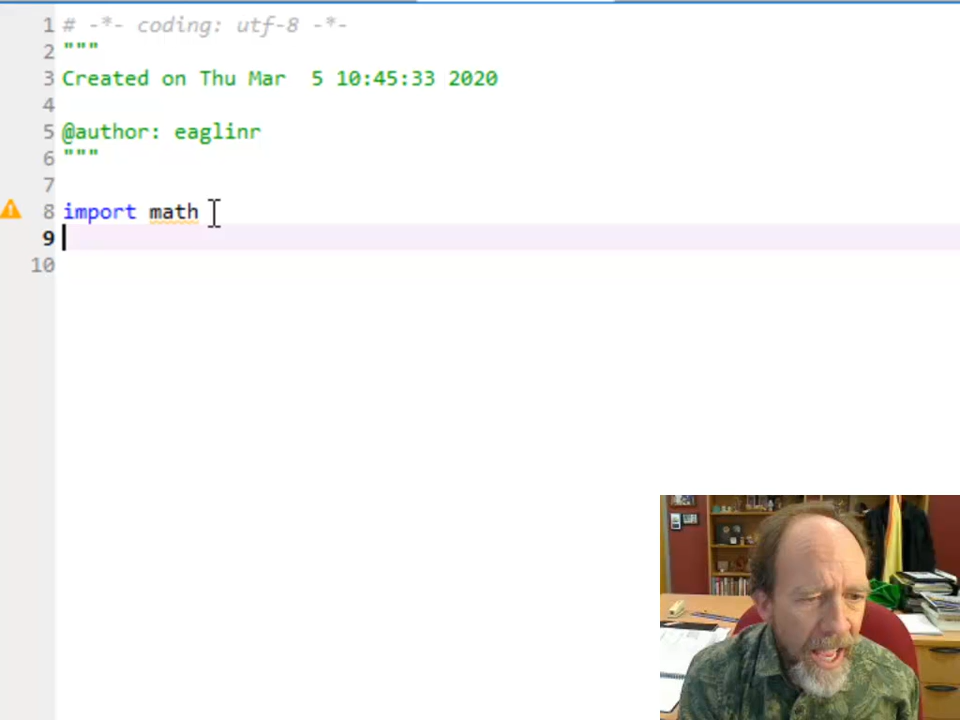 1 # -*- coding: utf-8 -*-
2 """
3 Created on Thu Mar  5 10:45:33 2020
4
5 @author: eaglinr
6 """
7
8 import math
9
10